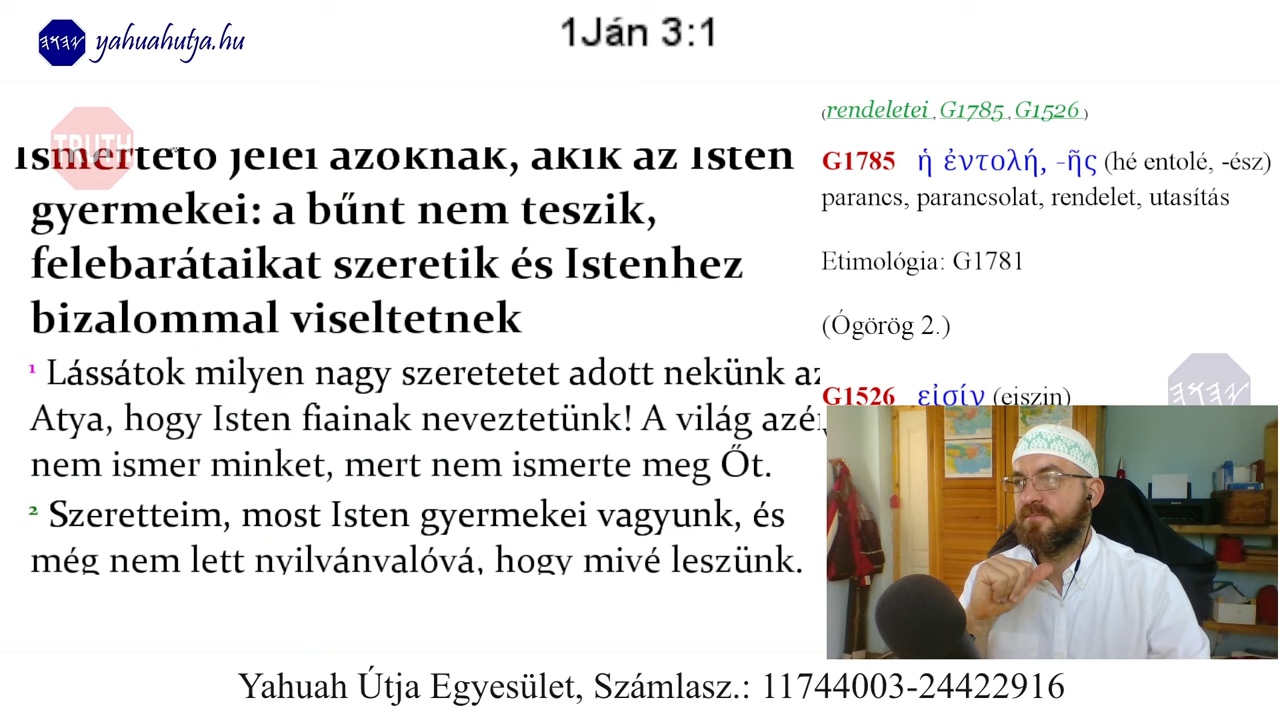 yahuahutja.hu
1Ján 3:1
TRUTH
Ismertető jelei azoknak, akik az Isten
gyermekei: a bűnt nem teszik,
felebarátaikat szeretik és Istenhez
bizalommal viseltetnek
1 Lássátok milyen nagy szeretetet adott nekünk az
Atya, hogy Isten fiainak neveztetünk! A világ
nem ismer minket, mert nem ismerte meg Őt.
2 Szeretteim, most Isten gyermekei vagyunk, és
még nem lett nyilvánvalóvá, hogy mivé leszünk.
(rendeletei , G1785 , G1526 )
G1785 ἡ ἐντολή, -ῆς (hé entolé, -ész)
parancs, parancsolat, rendelet, utasítás
Etimológia: G1781
(Ógörög 2.)
G1526 εἰσίν (eiszin)
Yahuah Útja Egyesület, Számlasz.: 11744003-24422916